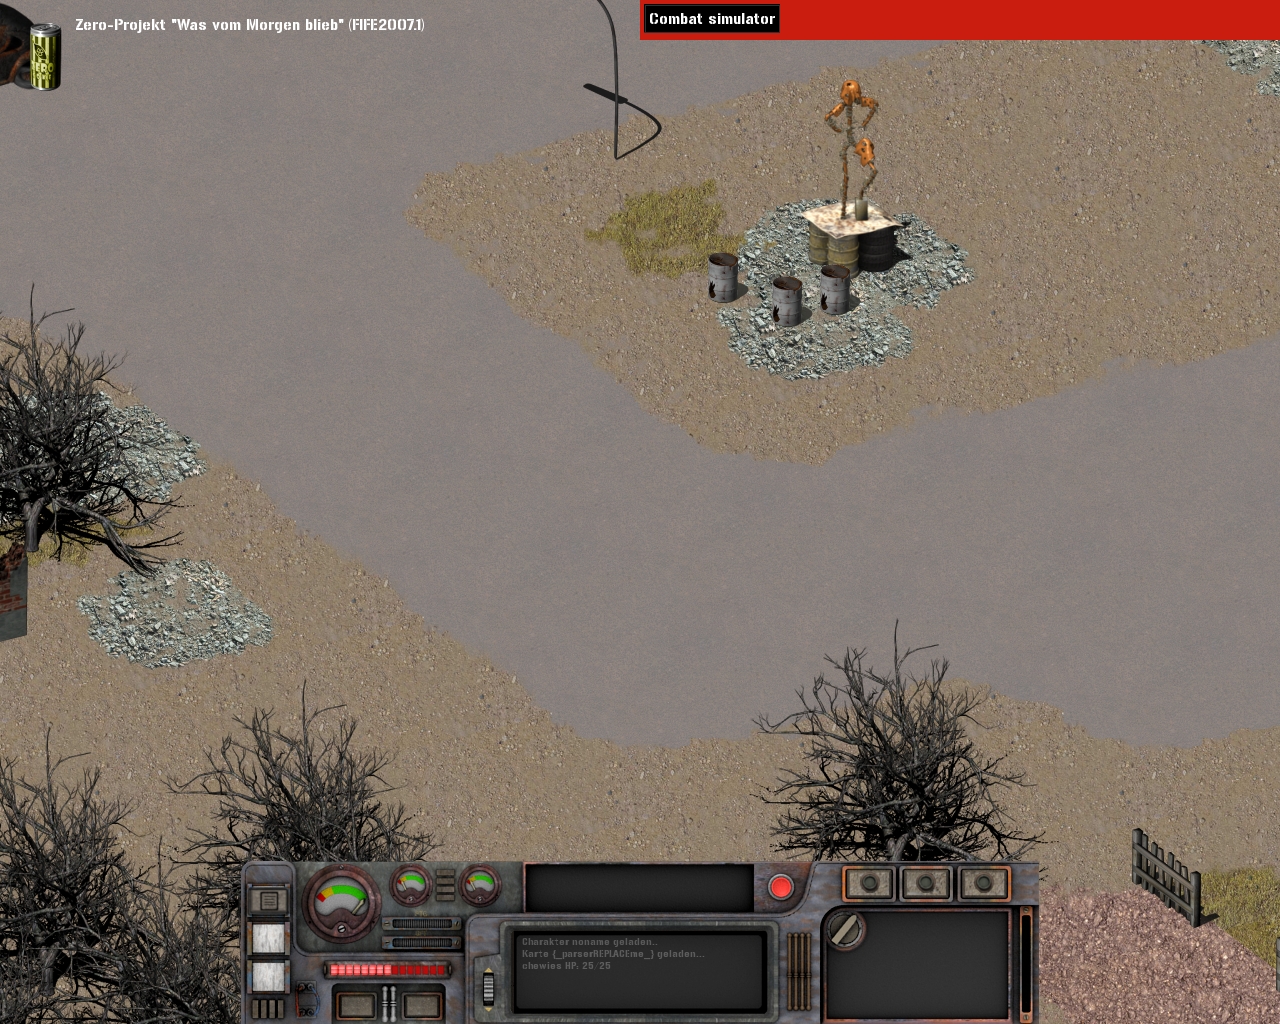 Zero-Projekt "Was vom Morgen blieb" (FIFE2007.1)
Combat simulator
ZERO
Charakter noname geladen..
Karte {_parserREPLACEme_} geladen...
chewies HP: 25/25